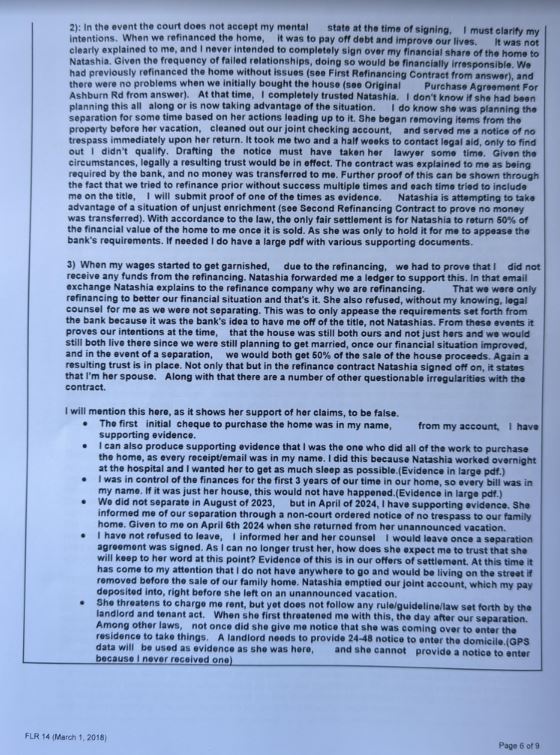 2): In the event the court does not accept my mental state at the time of signing, I must clarify my
intentions. When we refinanced the home, it was to pay off debt and improve our lives. It was not
clearly explained to me, and I never intended to completely sign over my financial share of the home to
Natashia. Given the frequency of failed relationships, doing so would be financially irresponsible. We
had previously refinanced the home without issues (see First Refinancing Contract from answer), and
there were no problems when we initially bought the house (see Original Purchase Agreement For
Ashburn Rd from answer). At that time, I completely trusted Natashia. I don't know if she had been
planning this all along or is now taking advantage of the situation. I do know she was planning the
separation for some time based on her actions leading up to it. She began removing items from the
property before her vacation, cleaned out our joint checking account, and served me a notice of no
trespass immediately upon her return. It took me two and a half weeks to contact legal aid, only to find
out I didn't qualify. Drafting the notice must have taken her lawyer some time. Given the
circumstances, legally a resulting trust would be in effect. The contract was explained to me as being
required by the bank, and no money was transferred to me. Further proof of this can be shown through
the fact that we tried to refinance prior without success multiple times and each time tried to include
me on the title, I will submit proof of one of the times as evidence. Natashia is attempting to take
advantage of a situation of unjust enrichment (see Second Refinancing Contract to prove no money
was transferred). With accordance to the law, the only fair settlement is for Natashia to return 50% of
the financial value of the home to me once it is sold. As she was only to hold it for me to appease the
bank's requirements. If needed I do have a large pdf with various supporting documents.
3) When my wages started to get garnished, due to the refinancing, we had to prove that I did not
receive any funds from the refinancing. Natashia forwarded me a ledger to support this. In that email
exchange Natashia explains to the refinance company why we are refinancing. That we were only
refinancing to better our financial situation and that's it. She also refused, without my knowing, legal
counsel for me as we were not separating. This was to only appease the requirements set forth from
the bank because it was the bank's idea to have me off of the title, not Natashias. From these events it
proves our intentions at the time, that the house was still both ours and not just hers and we would
still both live there since we were still planning to get married, once our financial situation improved,
and in the event of a separation, we would both get 50% of the sale of the house proceeds. Again a
resulting trust is in place. Not only that but in the refinance contract Natashia signed off on, it states
that I'm her spouse. Along with that there are a number of other questionable irregularities with the
contract.
I will mention this here, as it shows her support of her claims, to be false.
• The first initial cheque to purchase the home was in my name, from my account, I have
supporting evidence.
• I can also produce supporting evidence that I was the one who did all of the work to purchase
the home, as every receipt/email was in my name. I did this because Natashia worked overnight
at the hospital and I wanted her to get as much sleep as possible.(Evidence in large pdf.)
• I was in control of the finances for the first 3 years of our time in our home, so every bill was in
my name. If it was just her house, this would not have happened.(Evidence in large pdf.)
• We did not separate in August of 2023, but in April of 2024, I have supporting evidence. She
informed me of our separation through a non-court ordered notice of no trespass to our family
home. Given to me on April 6th 2024 when she returned from her unannounced vacation.
• I have not refused to leave, I informed her and her counsel I would leave once a separation
agreement was signed. As I can no longer trust her, how does she expect me to trust that she
will keep to her word at this point? Evidence of this is in our offers of settlement. At this time it
has come to my attention that I do not have anywhere to go and would be living on the street if
removed before the sale of our family home. Natashia emptied our joint account, which my pay
deposited into, right before she left on an unannounced vacation.
• She threatens to charge me rent, but yet does not follow any rule/guideline/law set forth by the
landlord and tenant act. When she first threatened me with this, the day after our separation.
Among other laws, not once did she give me notice that she was coming over to enter the
residence to take things. A landlord needs to provide 24-48 notice to enter the domicile.(GPS
data will be used as evidence as she was here, and she cannot provide a notice to enter
because I never received one)
FLR 14 (March 1, 2018)
Page 6 of 9